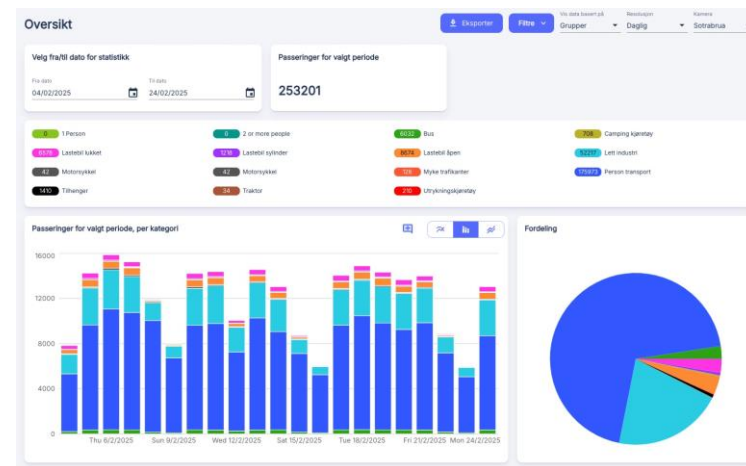 Oversikt
Eksporter
Filtre
Vis data basert på
Grupper
Resolusjon
Daglig
Kamera
Sotrabrua
Velg fra/til dato for statistikk
Fra dato
04/02/2025
Til dato
24/02/2025
Passeringer for valgt periode
253201
0 1 Person
0 2 or more people
6032 Bus
708 Camping kjøretøy
Lastebil lukket
1216 Lastebil sylinder
8674 Lastebil åpen
52217 Lett industri
42 Motorsykkel
42 Motorsykkel
128 Myke trafikanter
175973 Person transport
1410 Tilhenger
34 Traktor
Utrykningskjøretøy
Passeringer for valgt periode, per kategori
16000
12000
8000
4000
0
Thu 6/2/2025
Sun 9/2/2025
Wed 12/2/2025
Sat 15/2/2025
Tue 18/2/2025
Fri 21/2/2025
Mon 24/2/2025
Fordeling